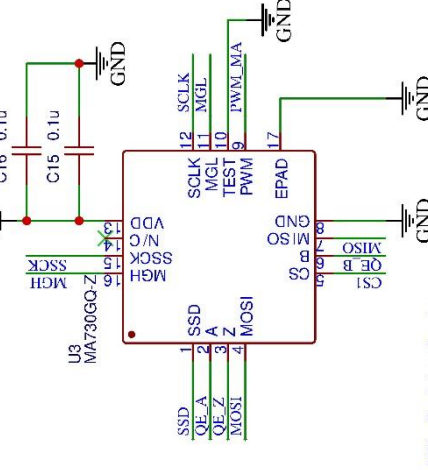 GND
C16 0.1u
C15 0.1u
GND
SCLK
MGL
PWM_MA
12
11
10
9
17
GND
SCLK
MGL
TEST
PWM
EPAD
13
14
15
16
VDD
N/C
SSCK
MGH
SSCK
MGH
GND
MISO
B
CS
8
7
6
5
MISO
QE_B
CS1
GND
U3
MA730GQ-Z
SSD
A
Z
MOSI
1
2
3
4
SSD
QE_A
QE_Z
MOSI